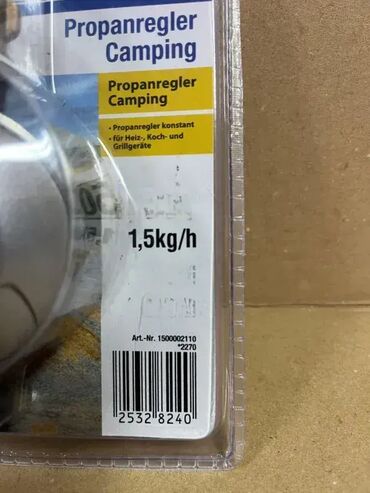 Propanregler
Camping
Propanregler
Camping
• Propanregler konstant
• für Heiz-, Koch- und
Grillgeräte
1,5kg/h
Art.-Nr. 1500002110
*2270
2532 8240